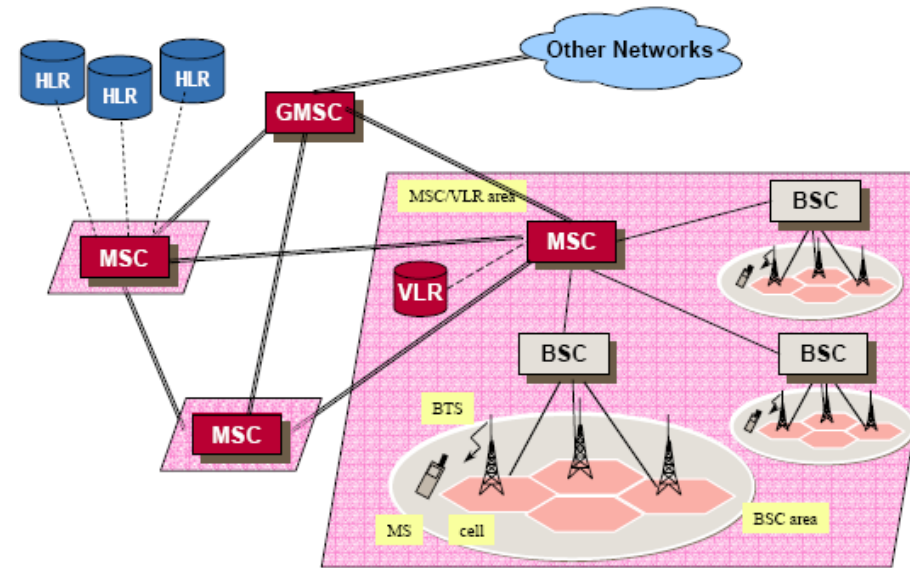 Other Networks
HLR
HLR
HLR
GMSC
MSC/VLR area
BSC
MSC
MSC
VLR
BSC
BSC
BTS
MSC
MS
cell
BSC area